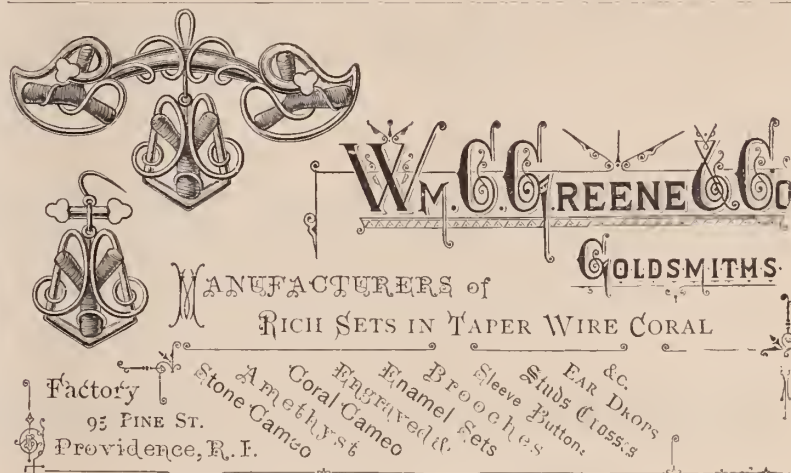 Wm. C. Greene & Co
Goldsmiths.
Manufacturers of
Rich Sets in Taper Wire Coral
Factory
95 Pine St.
Providence, R. I.
Stone Cameo
Amethyst
Coral Cameo
Engraved &
Enamel Sets
Brooches
Sleeve Buttons
Studs Crosses
Ear Drops
&c.